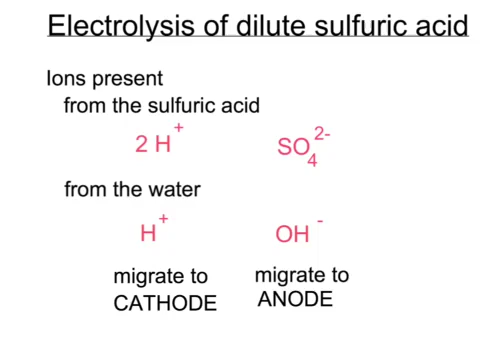 Electrolysis of dilute sulfuric acid
Ions present
from the sulfuric acid
2 H⁺ SO₄²⁻
from the water
H⁺ OH⁻
migrate to migrate to
CATHODE ANODE